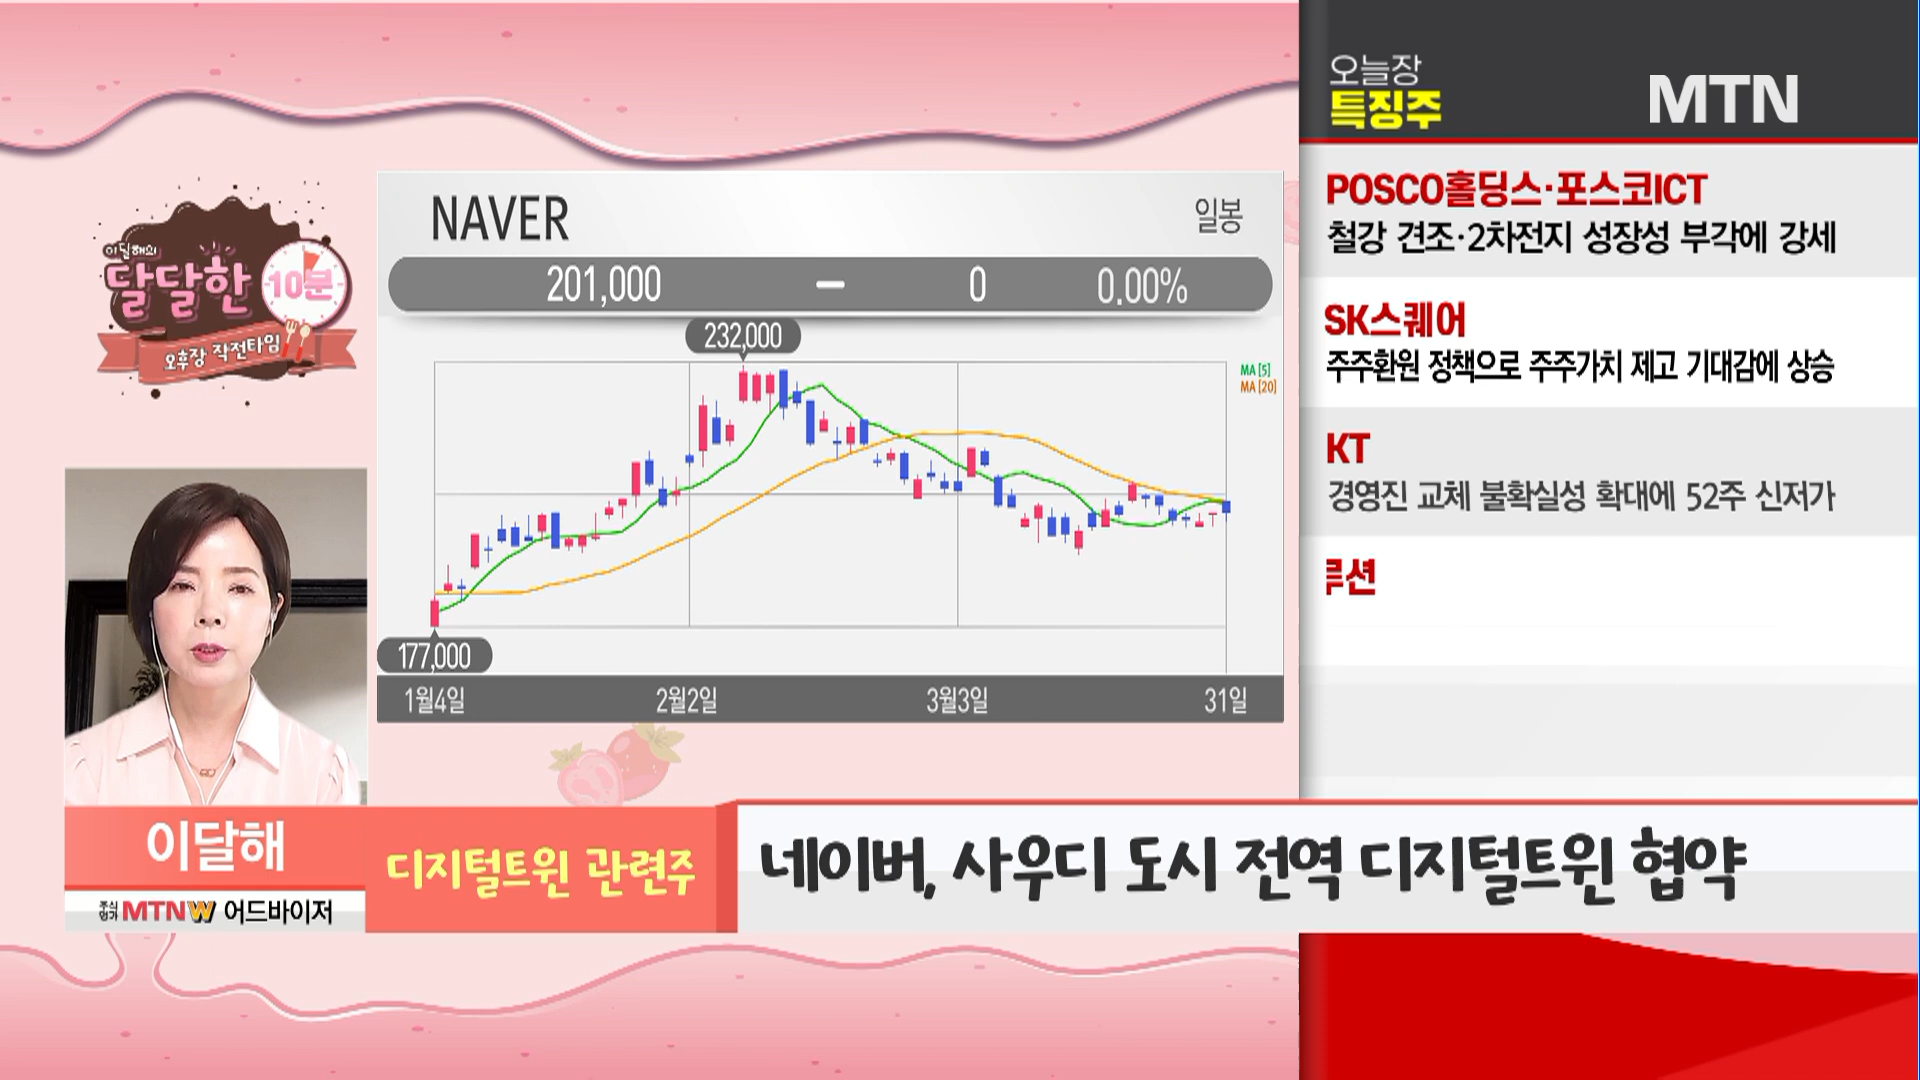 오늘장
특징주
MTN
이달해의
달달한
10분
오후장 작전타임
NAVER
일봉
201,000 – 0 0.00%
232,000
MA [5]
MA [20]
177,000
1월4일 2월2일 3월3일 31일
POSCO홀딩스·포스코ICT
철강 견조·2차전지 성장성 부각에 강세
SK스퀘어
주주환원 정책으로 주주가치 제고 기대감에 상승
KT
경영진 교체 불확실성 확대에 52주 신저가
루션
이달해
주식
MTNW 어드바이저
디지털트윈 관련주
네이버, 사우디 도시 전역 디지털트윈 협약